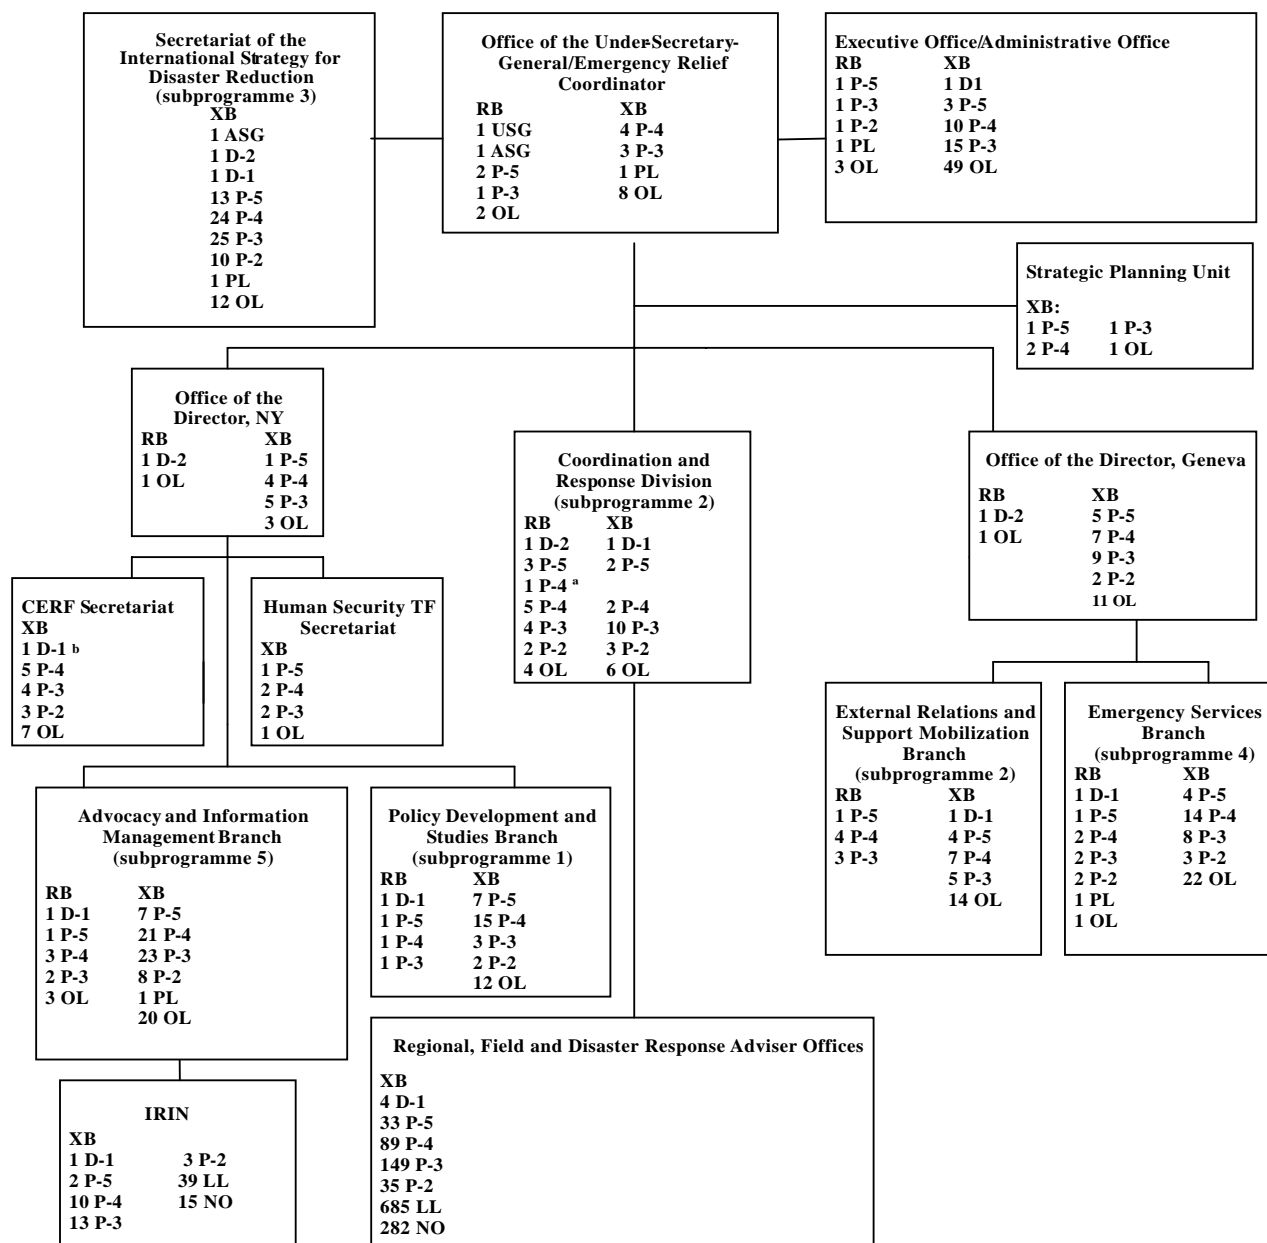 Secretariat of the
International Strategy for
Disaster Reduction
(subprogramme 3)
XB
1 ASG
1 D-2
1 D-1
13 P-5
24 P-4
25 P-3
10 P-2
1 PL
12 OL
Office of the Under-Secretary-
General/Emergency Relief
Coordinator
RB XB
1 USG 4 P-4
1 ASG 3 P-3
2 P-5 1 PL
1 P-3 8 OL
2 OL
Executive Office/Administrative Office
RB XB
1 P-5 1 D1
1 P-3 3 P-5
1 P-2 10 P-4
1 PL 15 P-3
3 OL 49 OL
Strategic Planning Unit
XB:
1 P-5 1 P-3
2 P-4 1 OL
Office of the
Director, NY
RB XB
1 D-2 1 P-5
1 OL 4 P-4
5 P-3
3 OL
Coordination and
Response Division
(subprogramme 2)
RB XB
1 D-2 1 D-1
3 P-5 2 P-5
1 P-4 a
5 P-4 2 P-4
4 P-3 10 P-3
2 P-2 3 P-2
4 OL 6 OL
Office of the Director, Geneva
RB XB
1 D-2 5 P-5
1 OL 7 P-4
9 P-3
2 P-2
11 OL
CERF Secretariat
XB
1 D-1 b
5 P-4
4 P-3
3 P-2
7 OL
Human Security TF
Secretariat
XB
1 P-5
2 P-4
2 P-3
1 OL
External Relations and
Support Mobilization
Branch
(subprogramme 2)
RB XB
1 P-5 1 D-1
4 P-4 4 P-5
3 P-3 7 P-4
5 P-3
14 OL
Emergency Services
Branch
(subprogramme 4)
RB XB
1 D-1 4 P-5
1 P-5 14 P-4
2 P-4 8 P-3
2 P-3 3 P-2
2 P-2 22 OL
1 PL
1 OL
Advocacy and Information
Management Branch
(subprogramme 5)
RB XB
1 D-1 7 P-5
1 P-5 21 P-4
3 P-4 23 P-3
2 P-3 8 P-2
3 OL 1 PL
20 OL
Policy Development and
Studies Branch
(subprogramme 1)
RB XB
1 D-1 7 P-5
1 P-5 15 P-4
1 P-4 3 P-3
1 P-3 2 P-2
12 OL
Regional, Field and Disaster Response Adviser Offices
XB
4 D-1
33 P-5
89 P-4
149 P-3
35 P-2
685 LL
282 NO
IRIN
XB
1 D-1 3 P-2
2 P-5 39 LL
10 P-4 15 NO
13 P-3